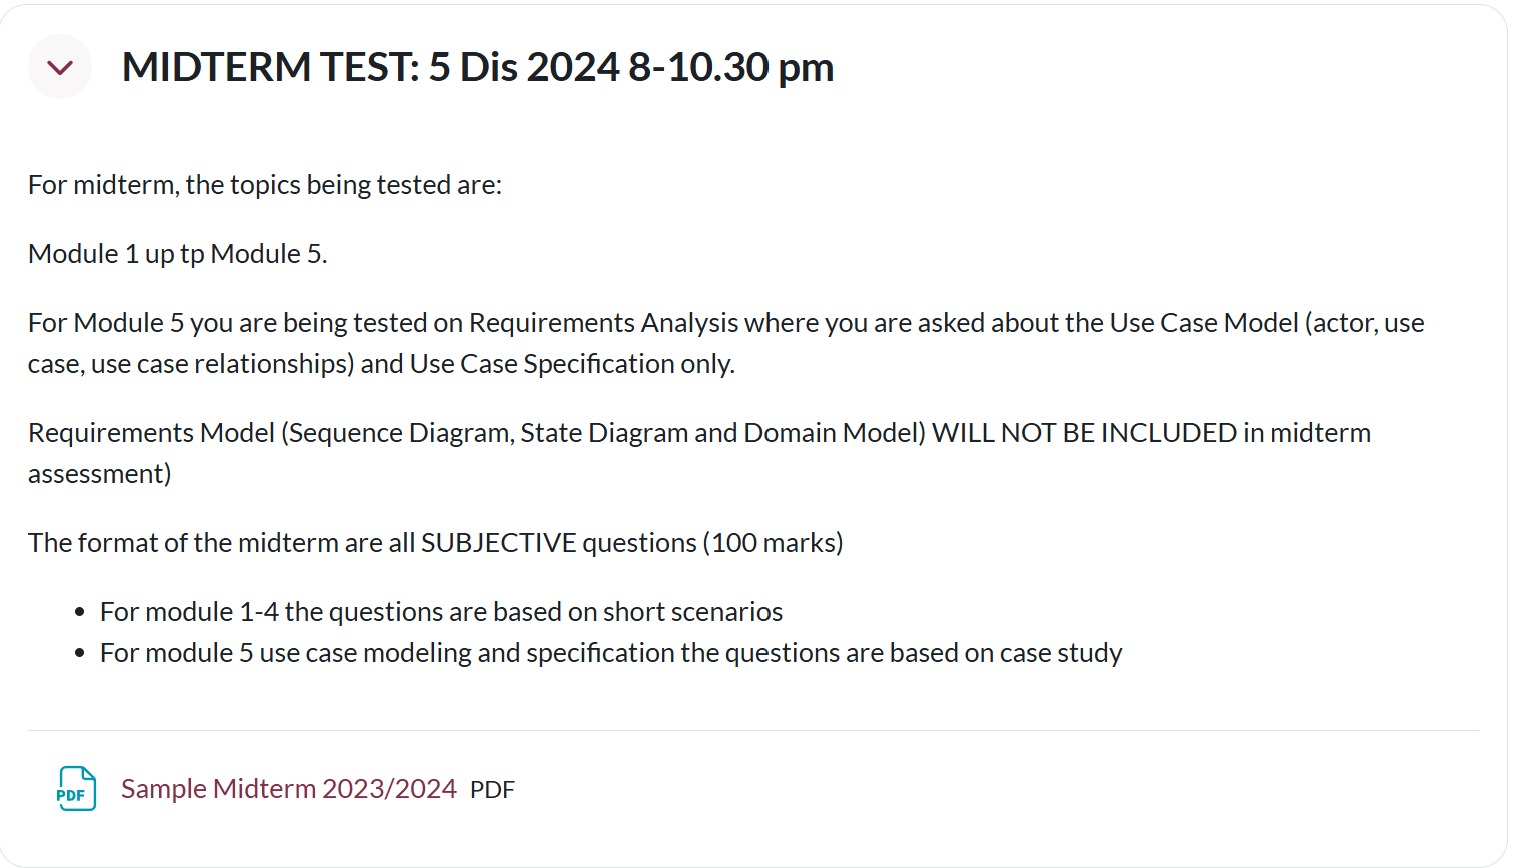 MIDTERM TEST: 5 Dis 2024 8-10.30 pm
For midterm, the topics being tested are:
Module 1 up tp Module 5.
For Module 5 you are being tested on Requirements Analysis where you are asked about the Use Case Model (actor, use
case, use case relationships) and Use Case Specification only.
Requirements Model (Sequence Diagram, State Diagram and Domain Model) WILL NOT BE INCLUDED in midterm
assessment)
The format of the midterm are all SUBJECTIVE questions (100 marks)
• For module 1-4 the questions are based on short scenarios
• For module 5 use case modeling and specification the questions are based on case study
PDF Sample Midterm 2023/2024 PDF